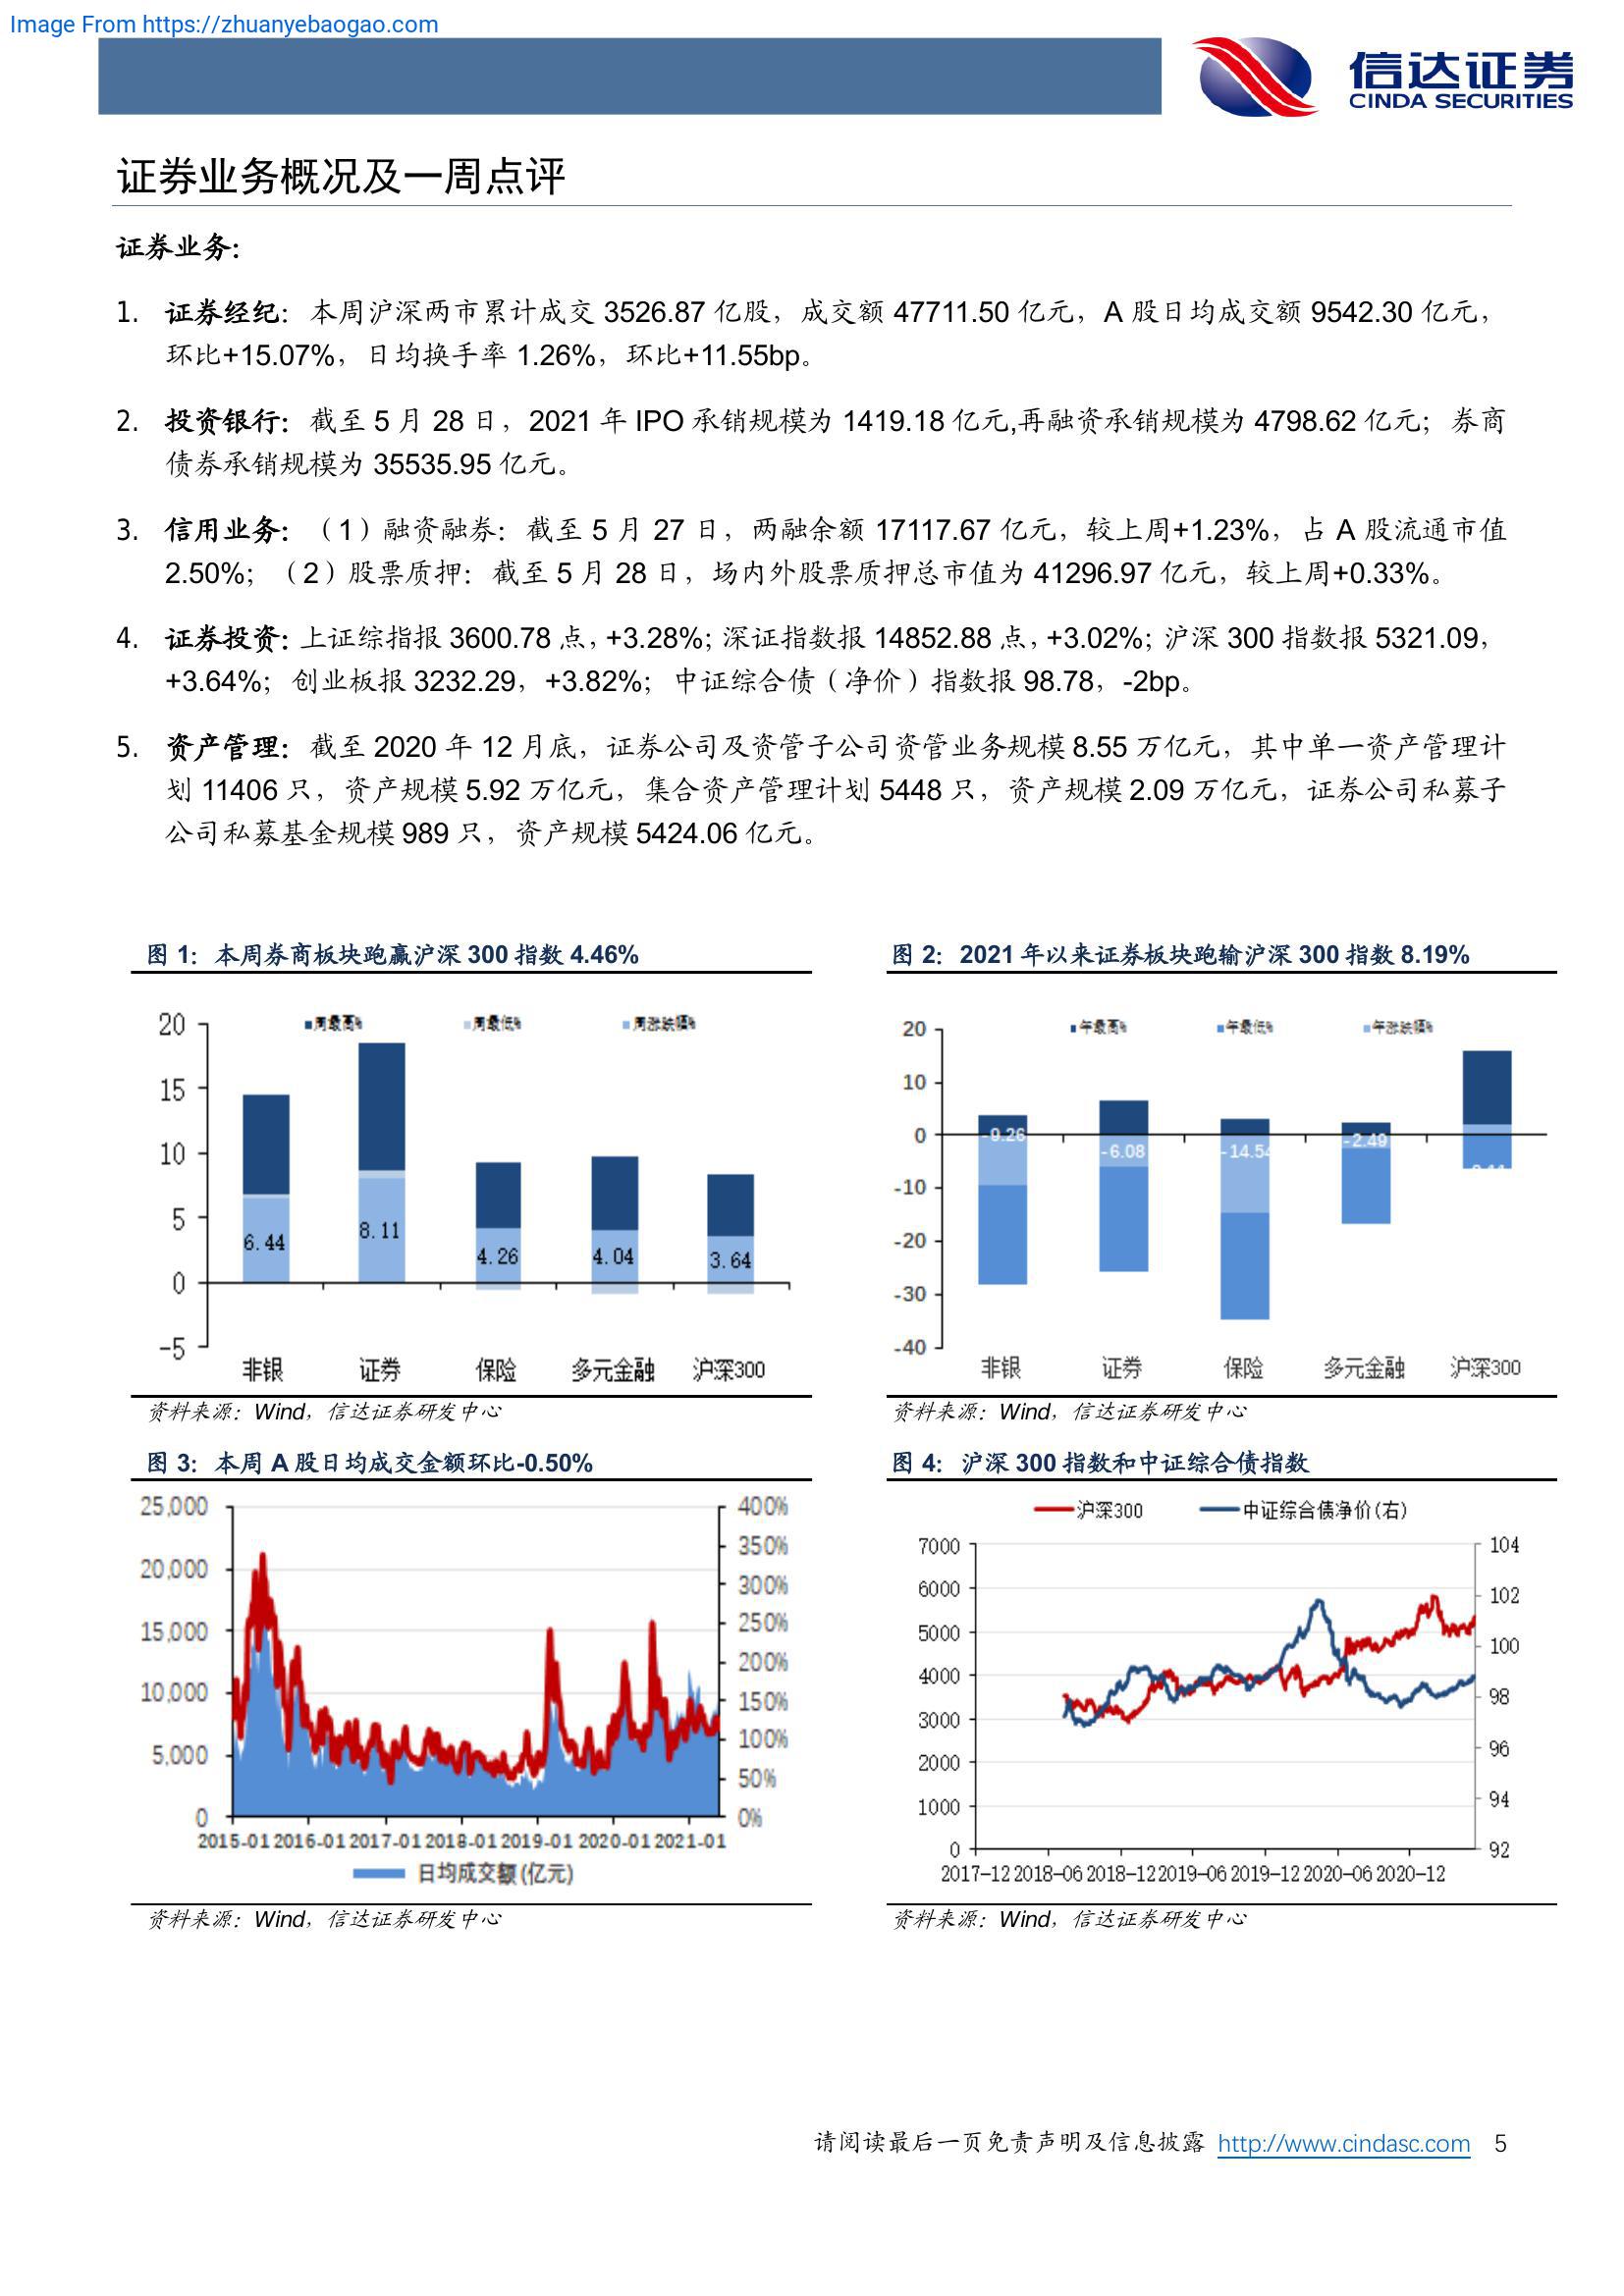 Image From https://zhuanyebaogao.com
信达证券
CINDA SECURITIES
证券业务概况及一周点评
证券业务：
1. 证券经纪：本周沪深两市累计成交 3526.87 亿股，成交额 47711.50 亿元，A 股日均成交额 9542.30 亿元，
环比+15.07%，日均换手率 1.26%，环比+11.55bp。
2. 投资银行：截至 5 月 28 日，2021 年 IPO 承销规模为 1419.18 亿元,再融资承销规模为 4798.62 亿元；券商
债券承销规模为 35535.95 亿元。
3. 信用业务：（1）融资融券：截至 5 月 27 日，两融余额 17117.67 亿元，较上周+1.23%，占 A 股流通市值
2.50%；（2）股票质押：截至 5 月 28 日，场内外股票质押总市值为 41296.97 亿元，较上周+0.33%。
4. 证券投资：上证综指报 3600.78 点，+3.28%；深证指数报 14852.88 点，+3.02%；沪深 300 指数报 5321.09，
+3.64%；创业板报 3232.29，+3.82%；中证综合债（净价）指数报 98.78，-2bp。
5. 资产管理：截至 2020 年 12 月底，证券公司及资管子公司资管业务规模 8.55 万亿元，其中单一资产管理计
划 11406 只，资产规模 5.92 万亿元，集合资产管理计划 5448 只，资产规模 2.09 万亿元，证券公司私募子
公司私募基金规模 989 只，资产规模 5424.06 亿元。
图 1：本周券商板块跑赢沪深 300 指数 4.46%
周最高% 周最低% 周涨跌幅%
20
15
10
5
0
-5
6.44 8.11 4.26 4.04 3.64
非银 证券 保险 多元金融 沪深300
资料来源：Wind，信达证券研发中心
图 2：2021 年以来证券板块跑输沪深 300 指数 8.19%
年最高% 年最低% 年涨跌幅%
20
10
0
-10
-20
-30
-40
-9.26 -6.08 -14.54 -2.49
非银 证券 保险 多元金融 沪深300
资料来源：Wind，信达证券研发中心
图 3：本周 A 股日均成交金额环比-0.50%
25,000 400%
350%
20,000 300%
15,000 250%
200%
10,000 150%
100%
5,000 50%
0 0%
2015-01 2016-01 2017-01 2018-01 2019-01 2020-01 2021-01
日均成交额(亿元)
资料来源：Wind，信达证券研发中心
图 4：沪深 300 指数和中证综合债指数
沪深300 中证综合债净价(右)
7000 104
6000 102
5000 100
4000 98
3000 96
2000 94
1000 92
0
2017-12 2018-06 2018-12 2019-06 2019-12 2020-06 2020-12
资料来源：Wind，信达证券研发中心
请阅读最后一页免责声明及信息披露 http://www.cindasc.com 5